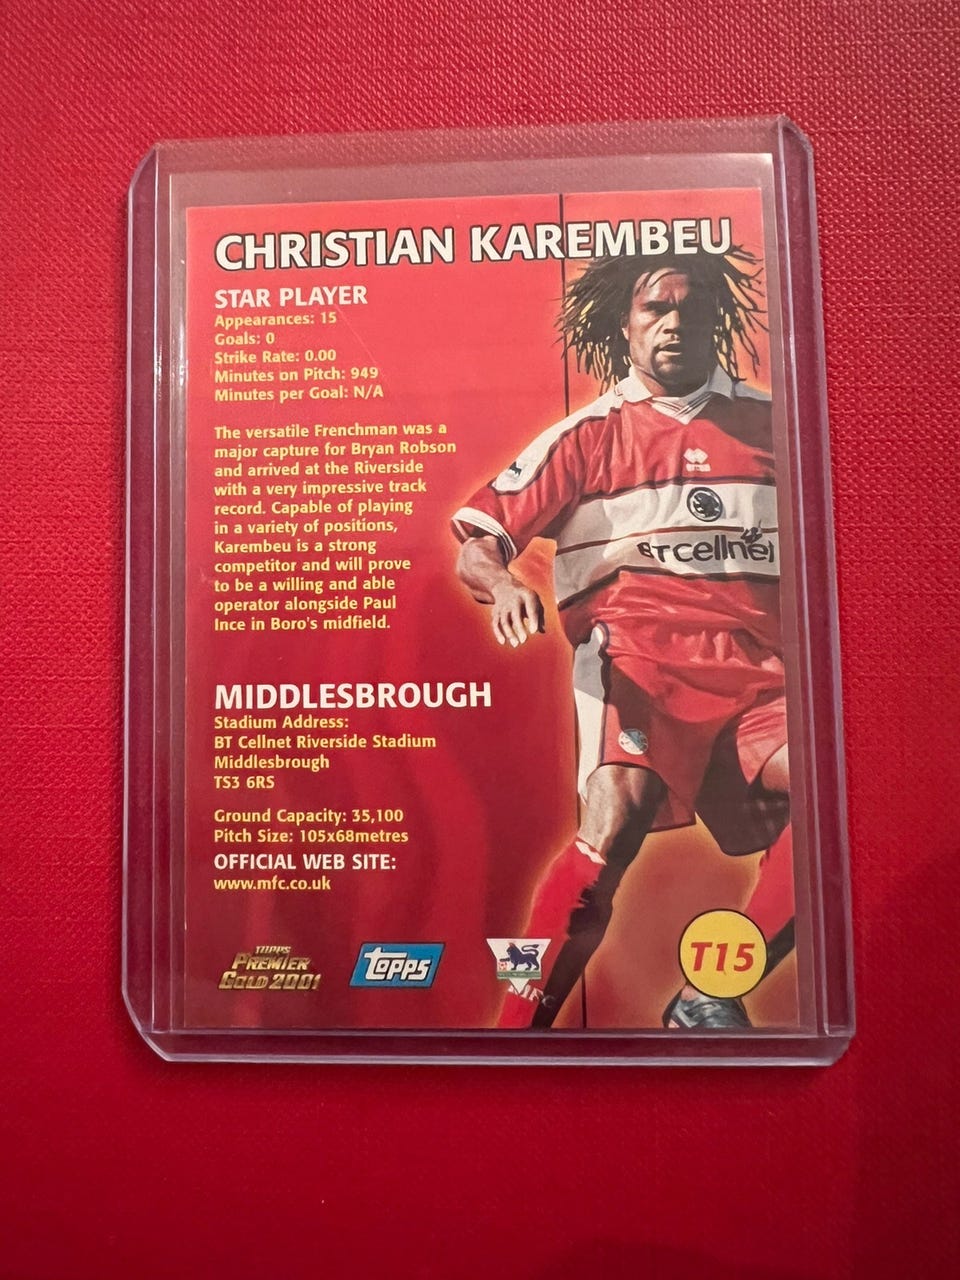 CHRISTIAN KAREMBEU
STAR PLAYER
Appearances: 15
Goals: 0
Strike Rate: 0.00
Minutes on Pitch: 949
Minutes per Goal: N/A
The versatile Frenchman was a
major capture for Bryan Robson
and arrived at the Riverside
with a very impressive track
record. Capable of playing
in a variety of positions,
Karembeu is a strong
competitor and will prove
to be a willing and able
operator alongside Paul
Ince in Boro's midfield.
BTcellnet
MIDDLESBROUGH
Stadium Address:
BT Cellnet Riverside Stadium
Middlesbrough
TS3 6RS
Ground Capacity: 35,100
Pitch Size: 105x68metres
OFFICIAL WEB SITE:
www.mfc.co.uk
TOPPS
PREMIER
GOLD 2001
topps
T15